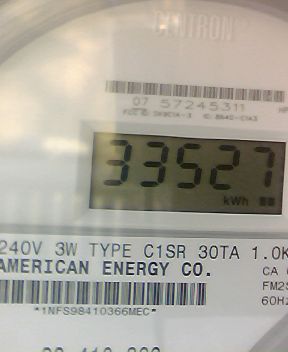 CENTRON
07 57245311
33527
kWh
240V 3W TYPE C1SR 30TA 1.0K
AMERICAN ENERGY CO.
CA
FM2S
60Hz
*1NFS98410366MEC*